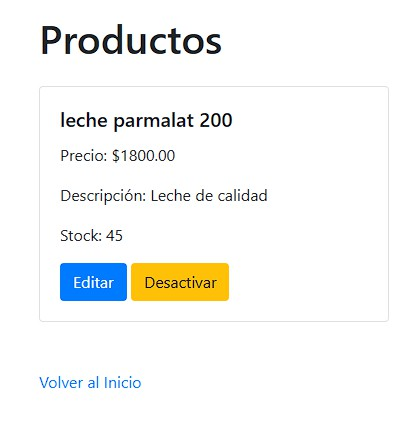 Productos
leche parmalat 200
Precio: $1800.00
Descripción: Leche de calidad
Stock: 45
Editar Desactivar
Volver al Inicio